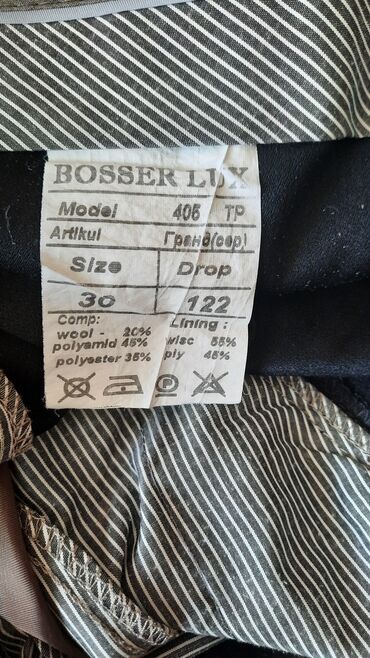 BOSSER LUX
Model 405 TP
Artikul Гранд(сер)
Size Drop
30 122
Comp: Lining :
wool - 20% wisc 55%
polyamid 45% ply 45%
polyester 35%